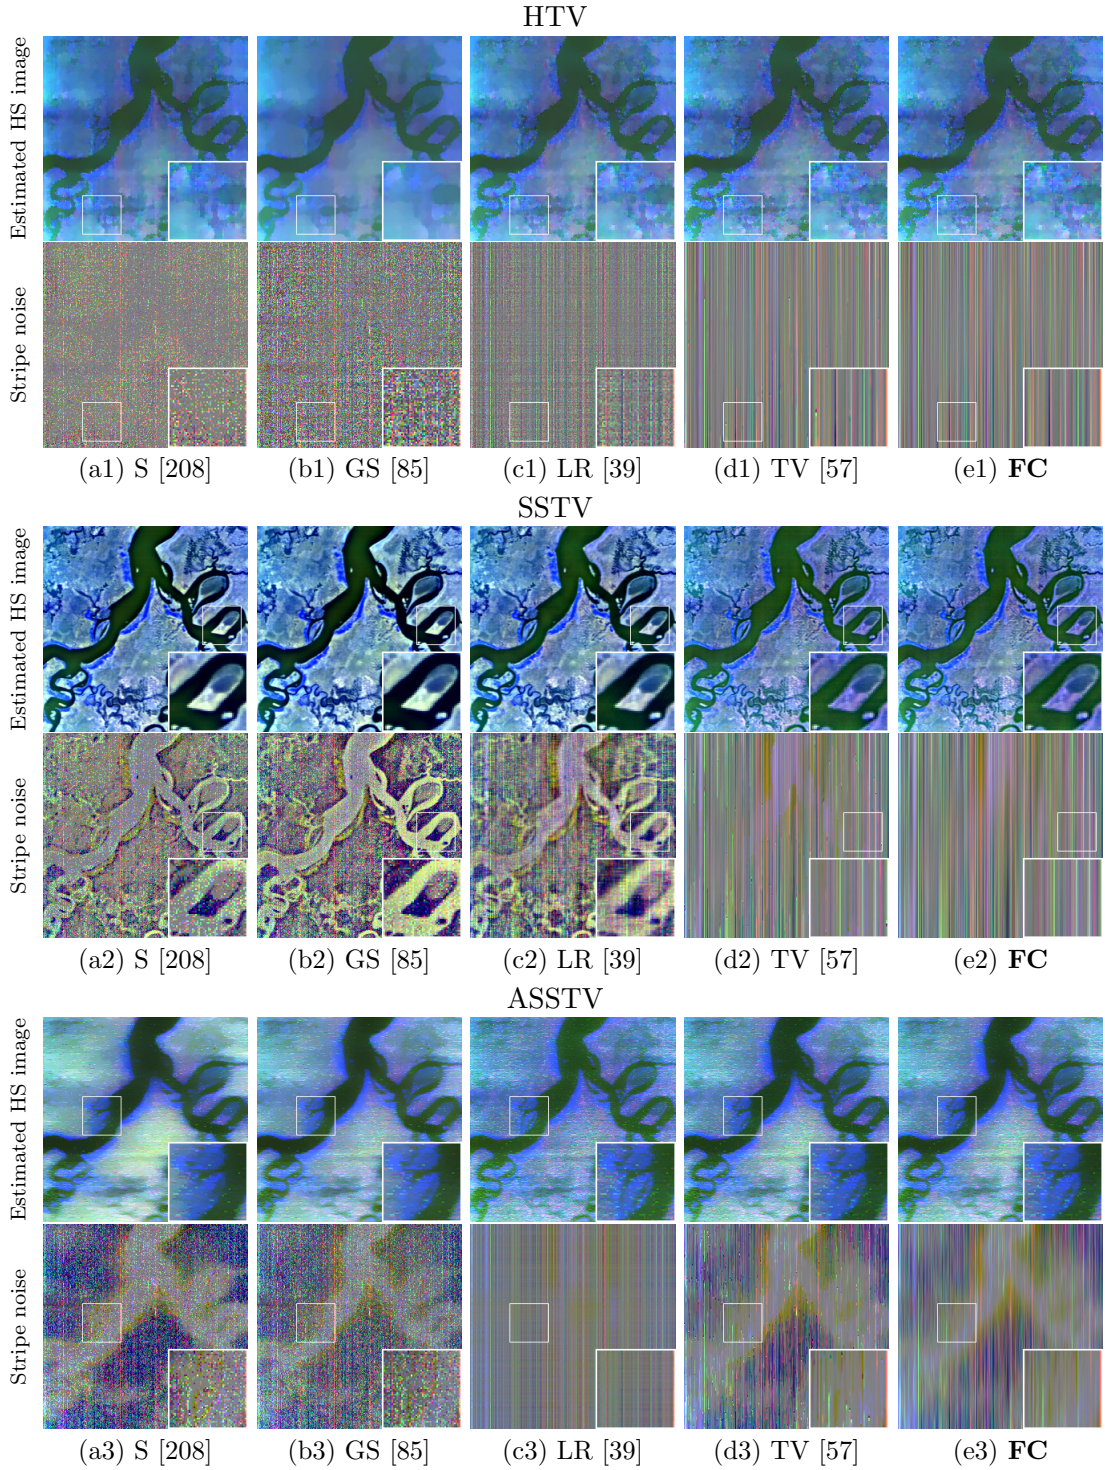 HTV
Estimated HS image
Stripe noise
(a1) S [208]
(b1) GS [85]
(c1) LR [39]
(d1) TV [57]
(e1) FC
SSTV
Estimated HS image
Stripe noise
(a2) S [208]
(b2) GS [85]
(c2) LR [39]
(d2) TV [57]
(e2) FC
ASSTV
Estimated HS image
Stripe noise
(a3) S [208]
(b3) GS [85]
(c3) LR [39]
(d3) TV [57]
(e3) FC